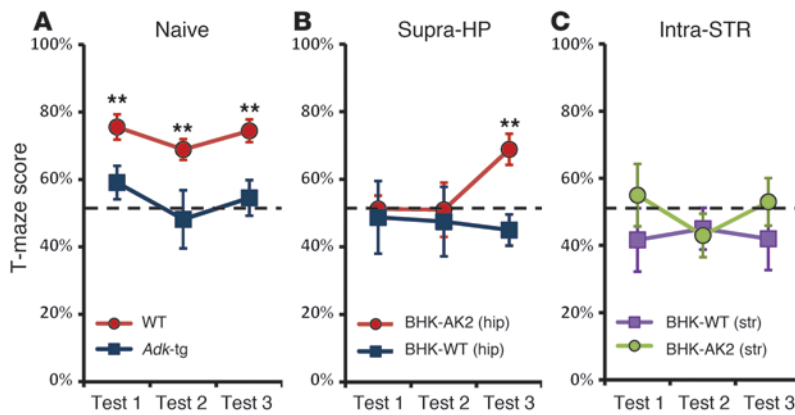 A Naive
B Supra-HP
C Intra-STR
T-maze score
100%
80%
60%
40%
20%
0%
** ** **
WT
Adk-tg
Test 1 Test 2 Test 3
100%
80%
60%
40%
20%
0%
**
BHK-AK2 (hip)
BHK-WT (hip)
Test 1 Test 2 Test 3
100%
80%
60%
40%
20%
0%
BHK-WT (str)
BHK-AK2 (str)
Test 1 Test 2 Test 3